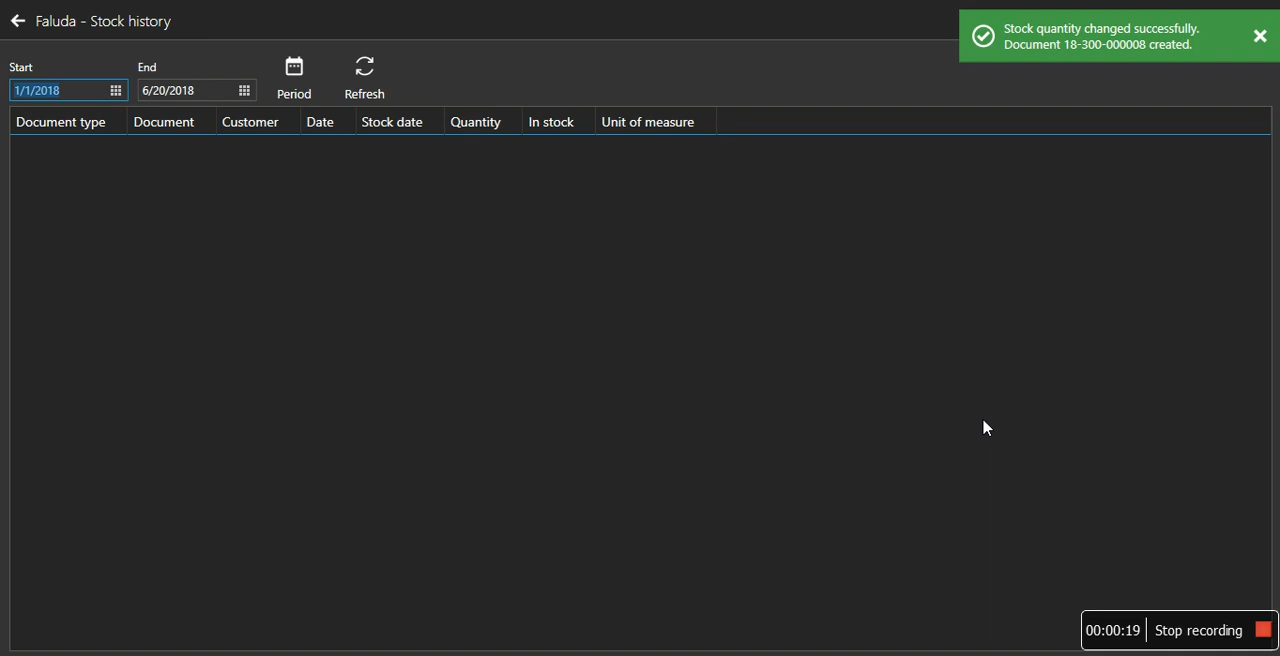 Faluda - Stock history
Stock quantity changed successfully.
Document 18-300-000008 created.
Start End
1/1/2018 6/20/2018 Period Refresh
Document type Document Customer Date Stock date Quantity In stock Unit of measure
00:00:19 Stop recording